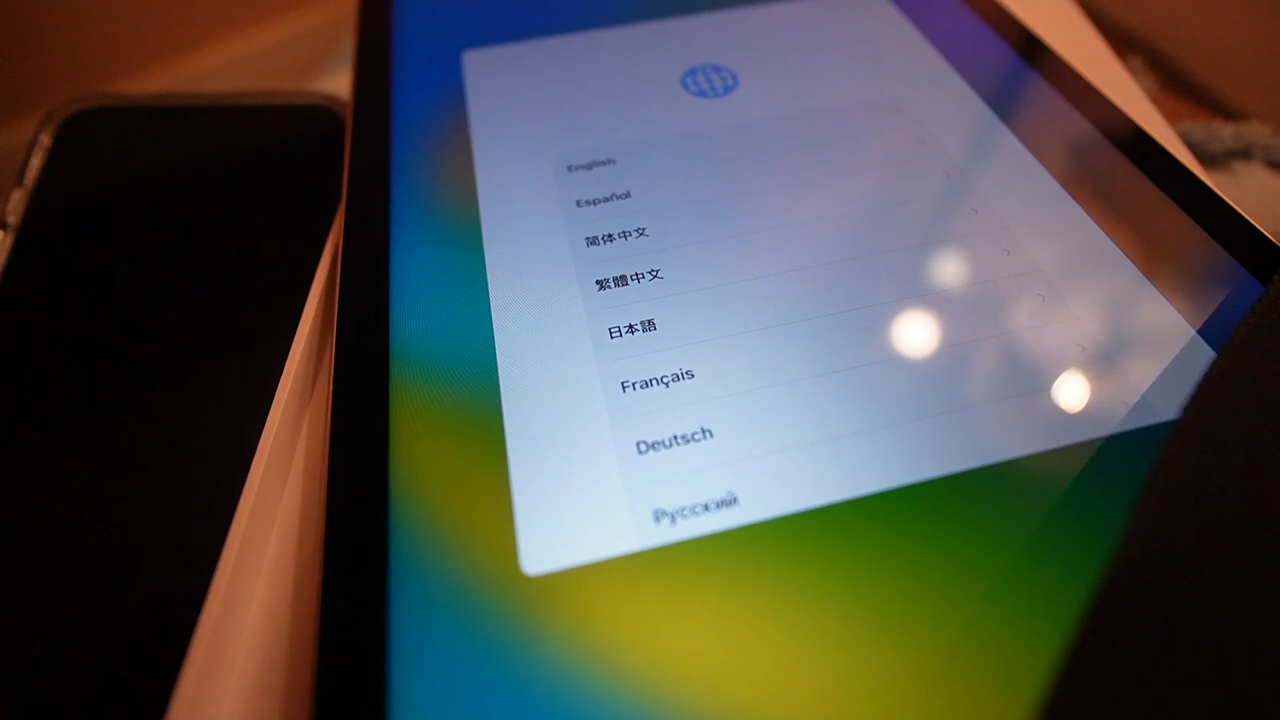 English
Español
简体中文
繁體中文
日本語
Français
Deutsch
Русский